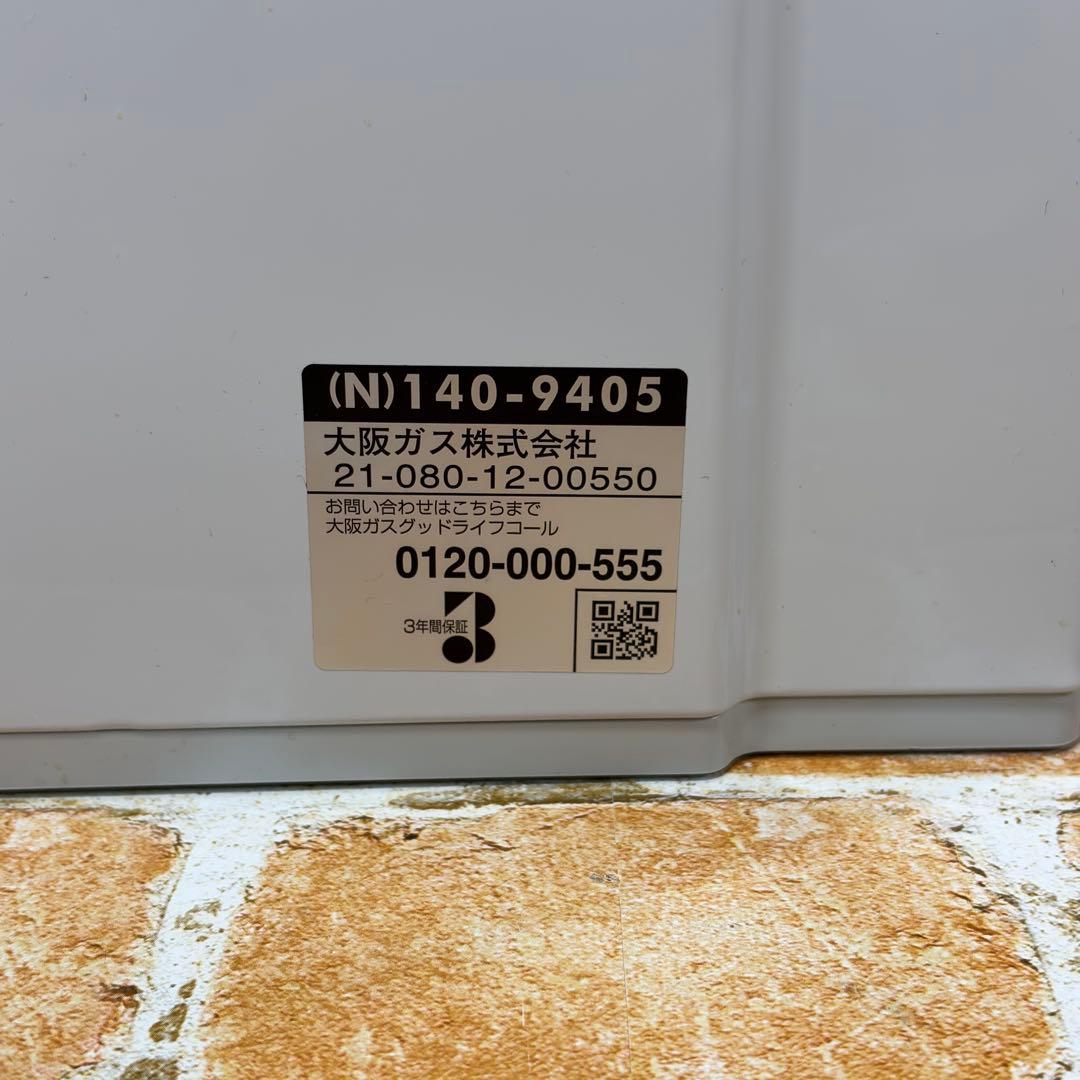 (N)140-9405
大阪ガス株式会社
21-080-12-00550
お問い合わせはこちらまで
大阪ガスグッドライフコール
0120-000-555
3年間保証
3